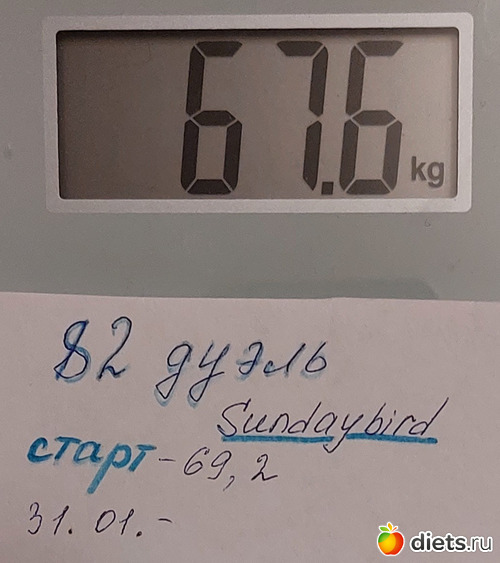 67.6 kg
82 дуэль
Sundaybird
старт - 69,2
31.01.-
diets.ru